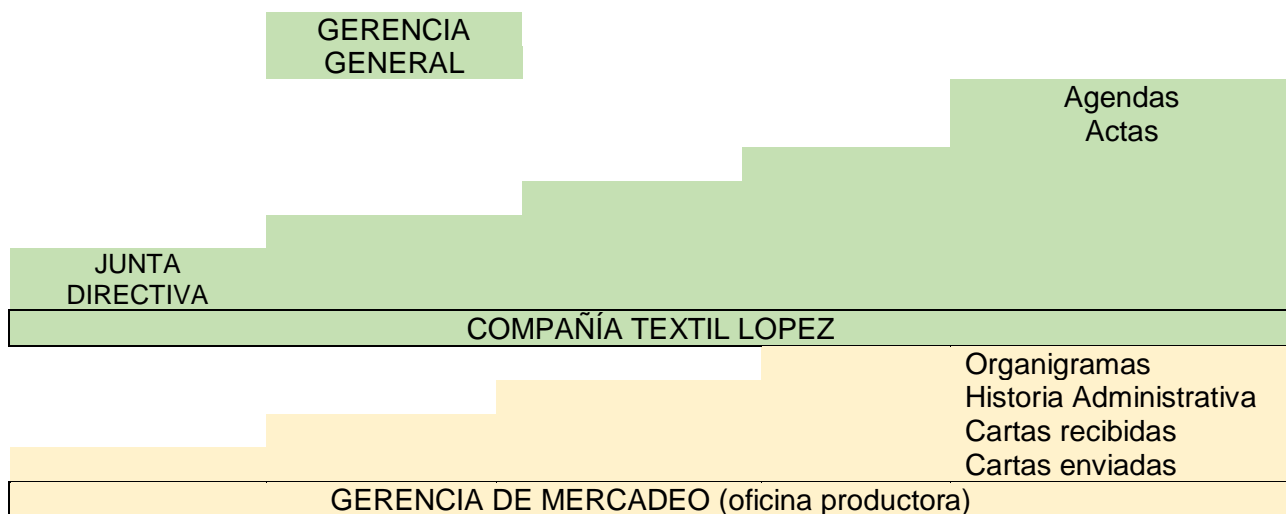 GERENCIA
GENERAL
Agendas
Actas
JUNTA
DIRECTIVA
COMPAÑÍA TEXTIL LOPEZ
Organigramas
Historia Administrativa
Cartas recibidas
Cartas enviadas
GERENCIA DE MERCADEO (oficina productora)